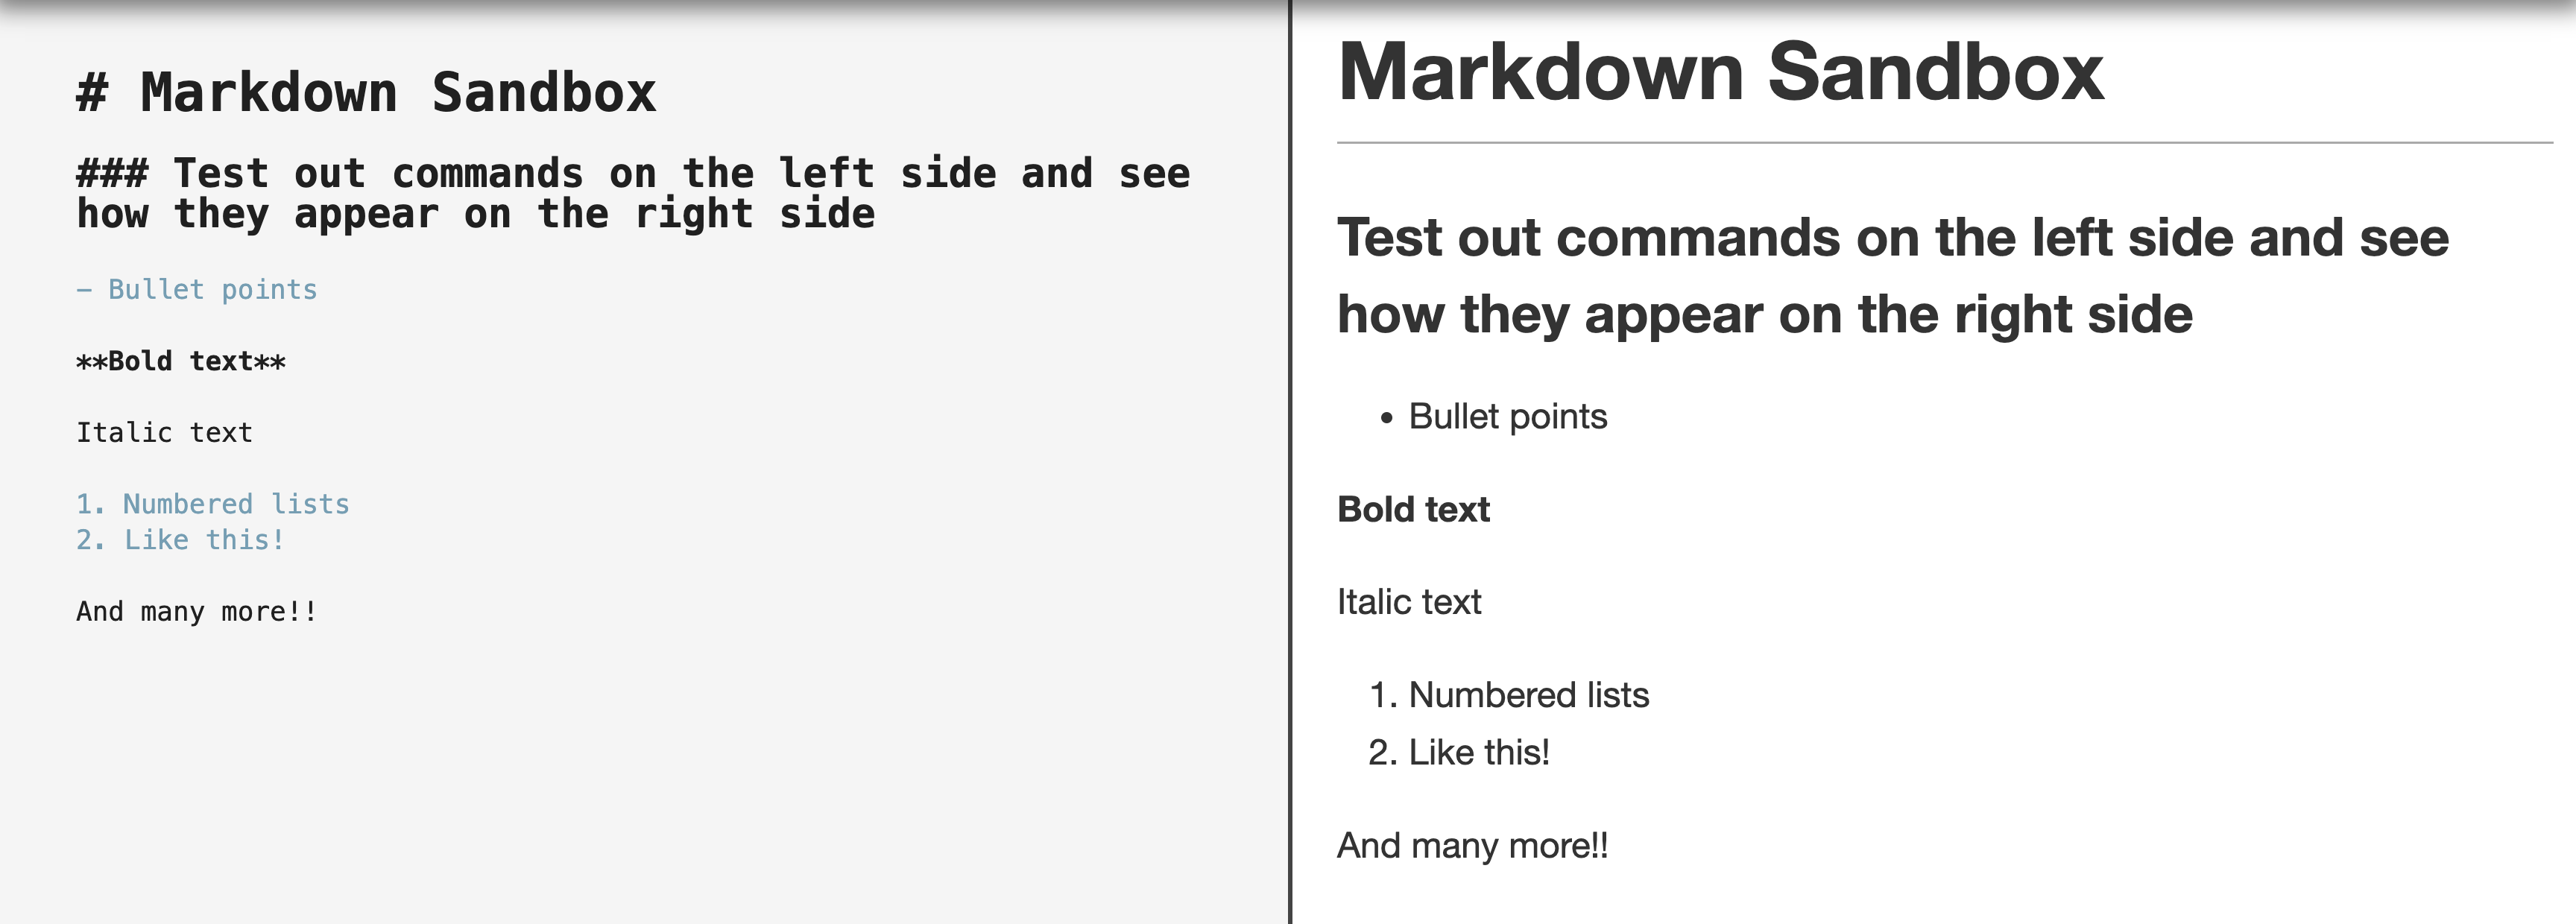 # Markdown Sandbox
### Test out commands on the left side and see
how they appear on the right side
- Bullet points
**Bold text**
Italic text
1. Numbered lists
2. Like this!
And many more!!
Markdown Sandbox
Test out commands on the left side and see
how they appear on the right side
• Bullet points
Bold text
Italic text
1. Numbered lists
2. Like this!
And many more!!